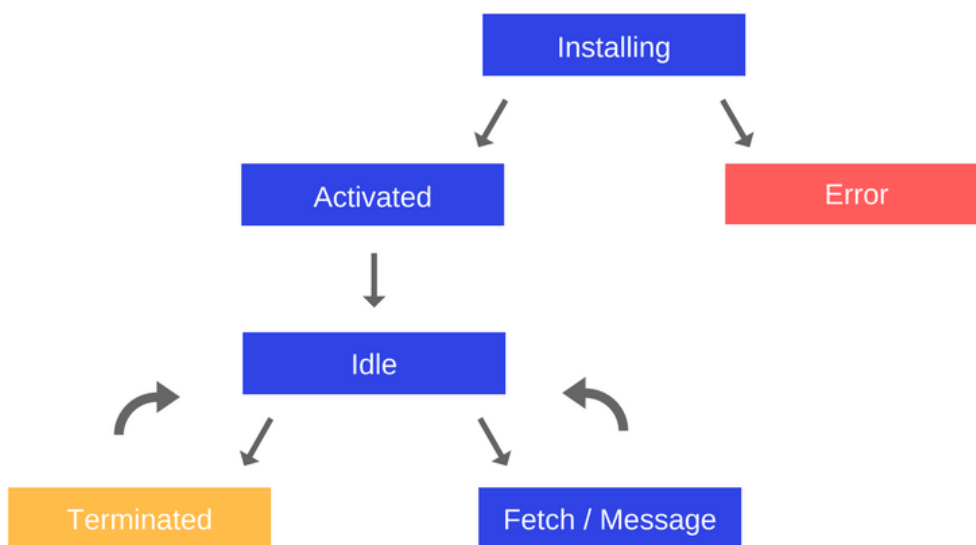 Installing
Activated
Error
Idle
Terminated
Fetch / Message